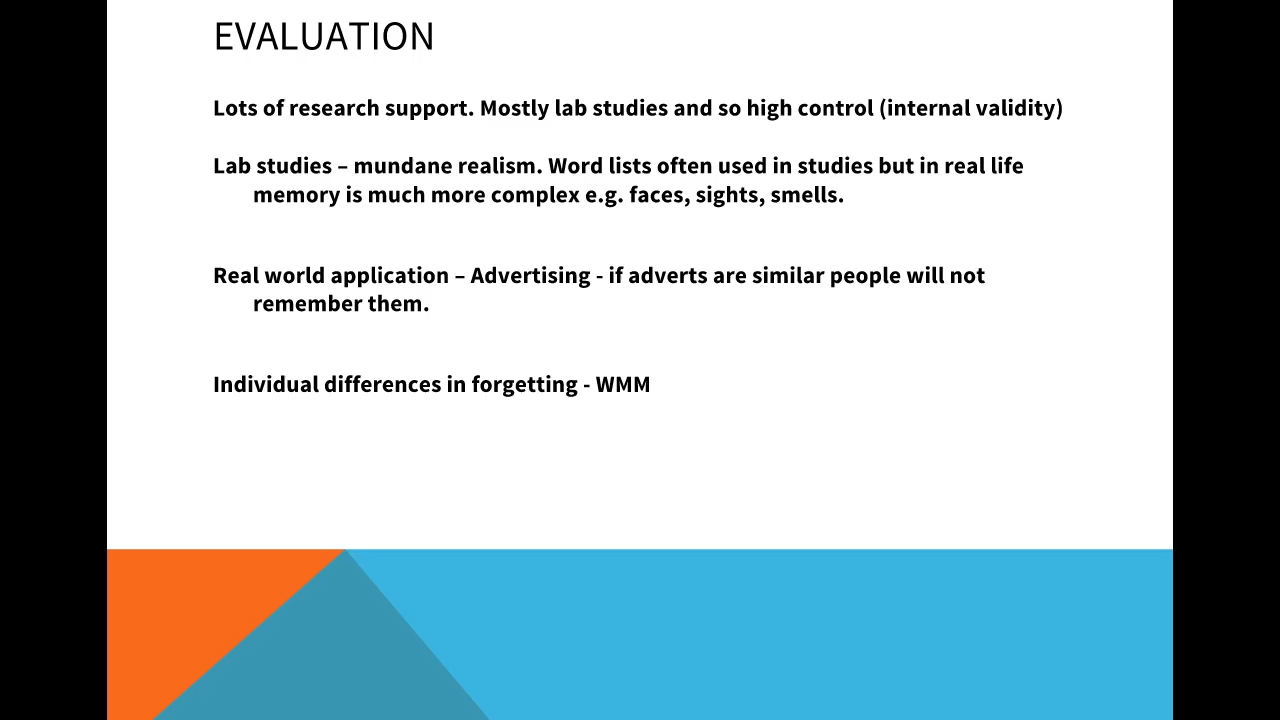 EVALUATION
Lots of research support. Mostly lab studies and so high control (internal validity)
Lab studies – mundane realism. Word lists often used in studies but in real life
memory is much more complex e.g. faces, sights, smells.
Real world application – Advertising - if adverts are similar people will not
remember them.
Individual differences in forgetting - WMM